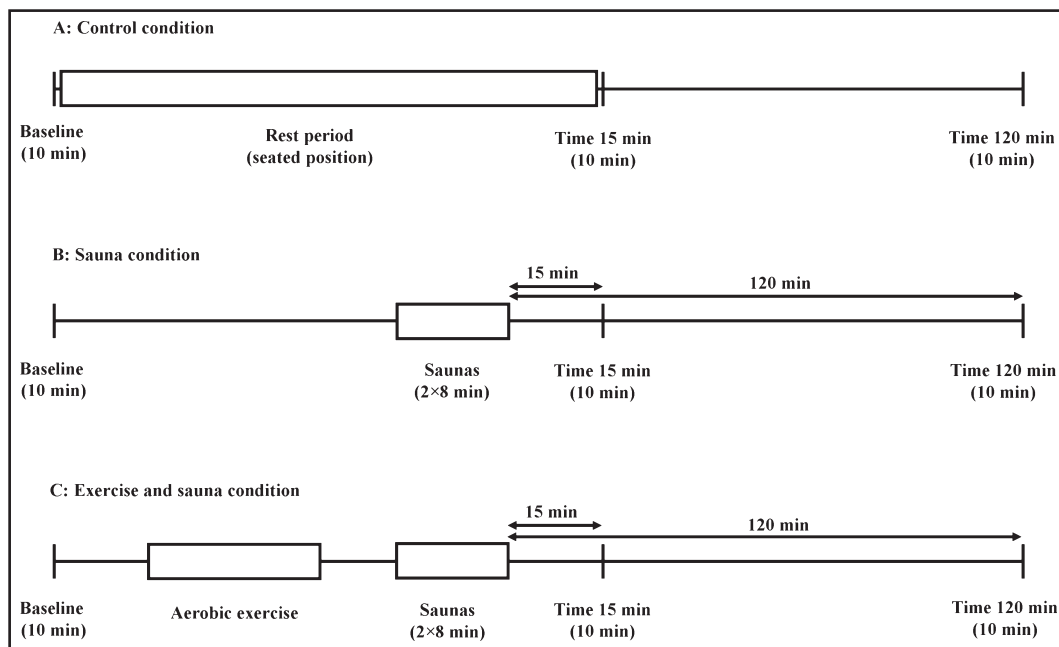 A: Control condition
Baseline
(10 min)
Rest period
(seated position)
Time 15 min
(10 min)
Time 120 min
(10 min)
B: Sauna condition
15 min
120 min
Baseline
(10 min)
Saunas
(2×8 min)
Time 15 min
(10 min)
Time 120 min
(10 min)
C: Exercise and sauna condition
15 min
120 min
Baseline
(10 min)
Aerobic exercise
Saunas
(2×8 min)
Time 15 min
(10 min)
Time 120 min
(10 min)